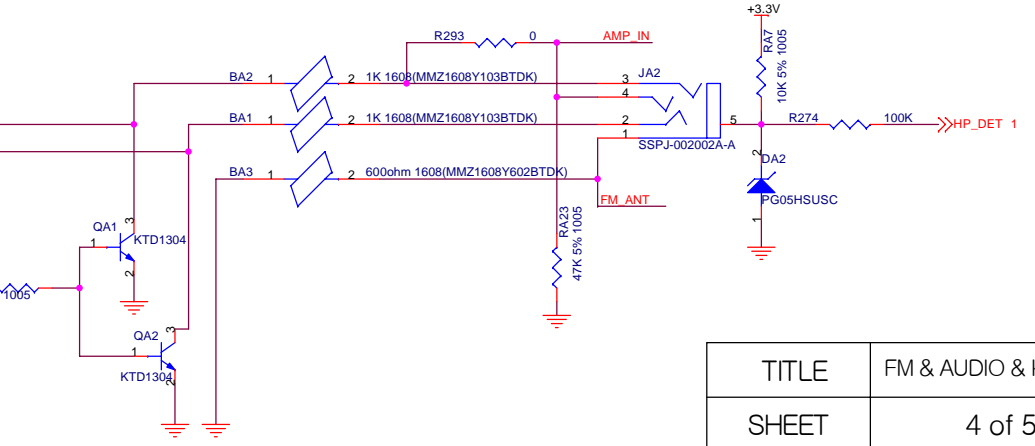 +3.3V
R293 0 AMP_IN
RA7
10K 5% 1005
BA2 1 2 1K 1608(MMZ1608Y103BTDK) 3 JA2
4
BA1 1 2 1K 1608(MMZ1608Y103BTDK) 2 5 R274 100K HP_DET 1
1 SSPJ-002002A-A
2 DA2
BA3 1 2 600ohm 1608(MMZ1608Y602BTDK)
FM_ANT PG05HSUSC
1
RA23
47K 5% 1005
QA1 3
1 KTD1304
2
1005
QA2 3
1
KTD1304 2
TITLE FM & AUDIO &
SHEET 4 of 5